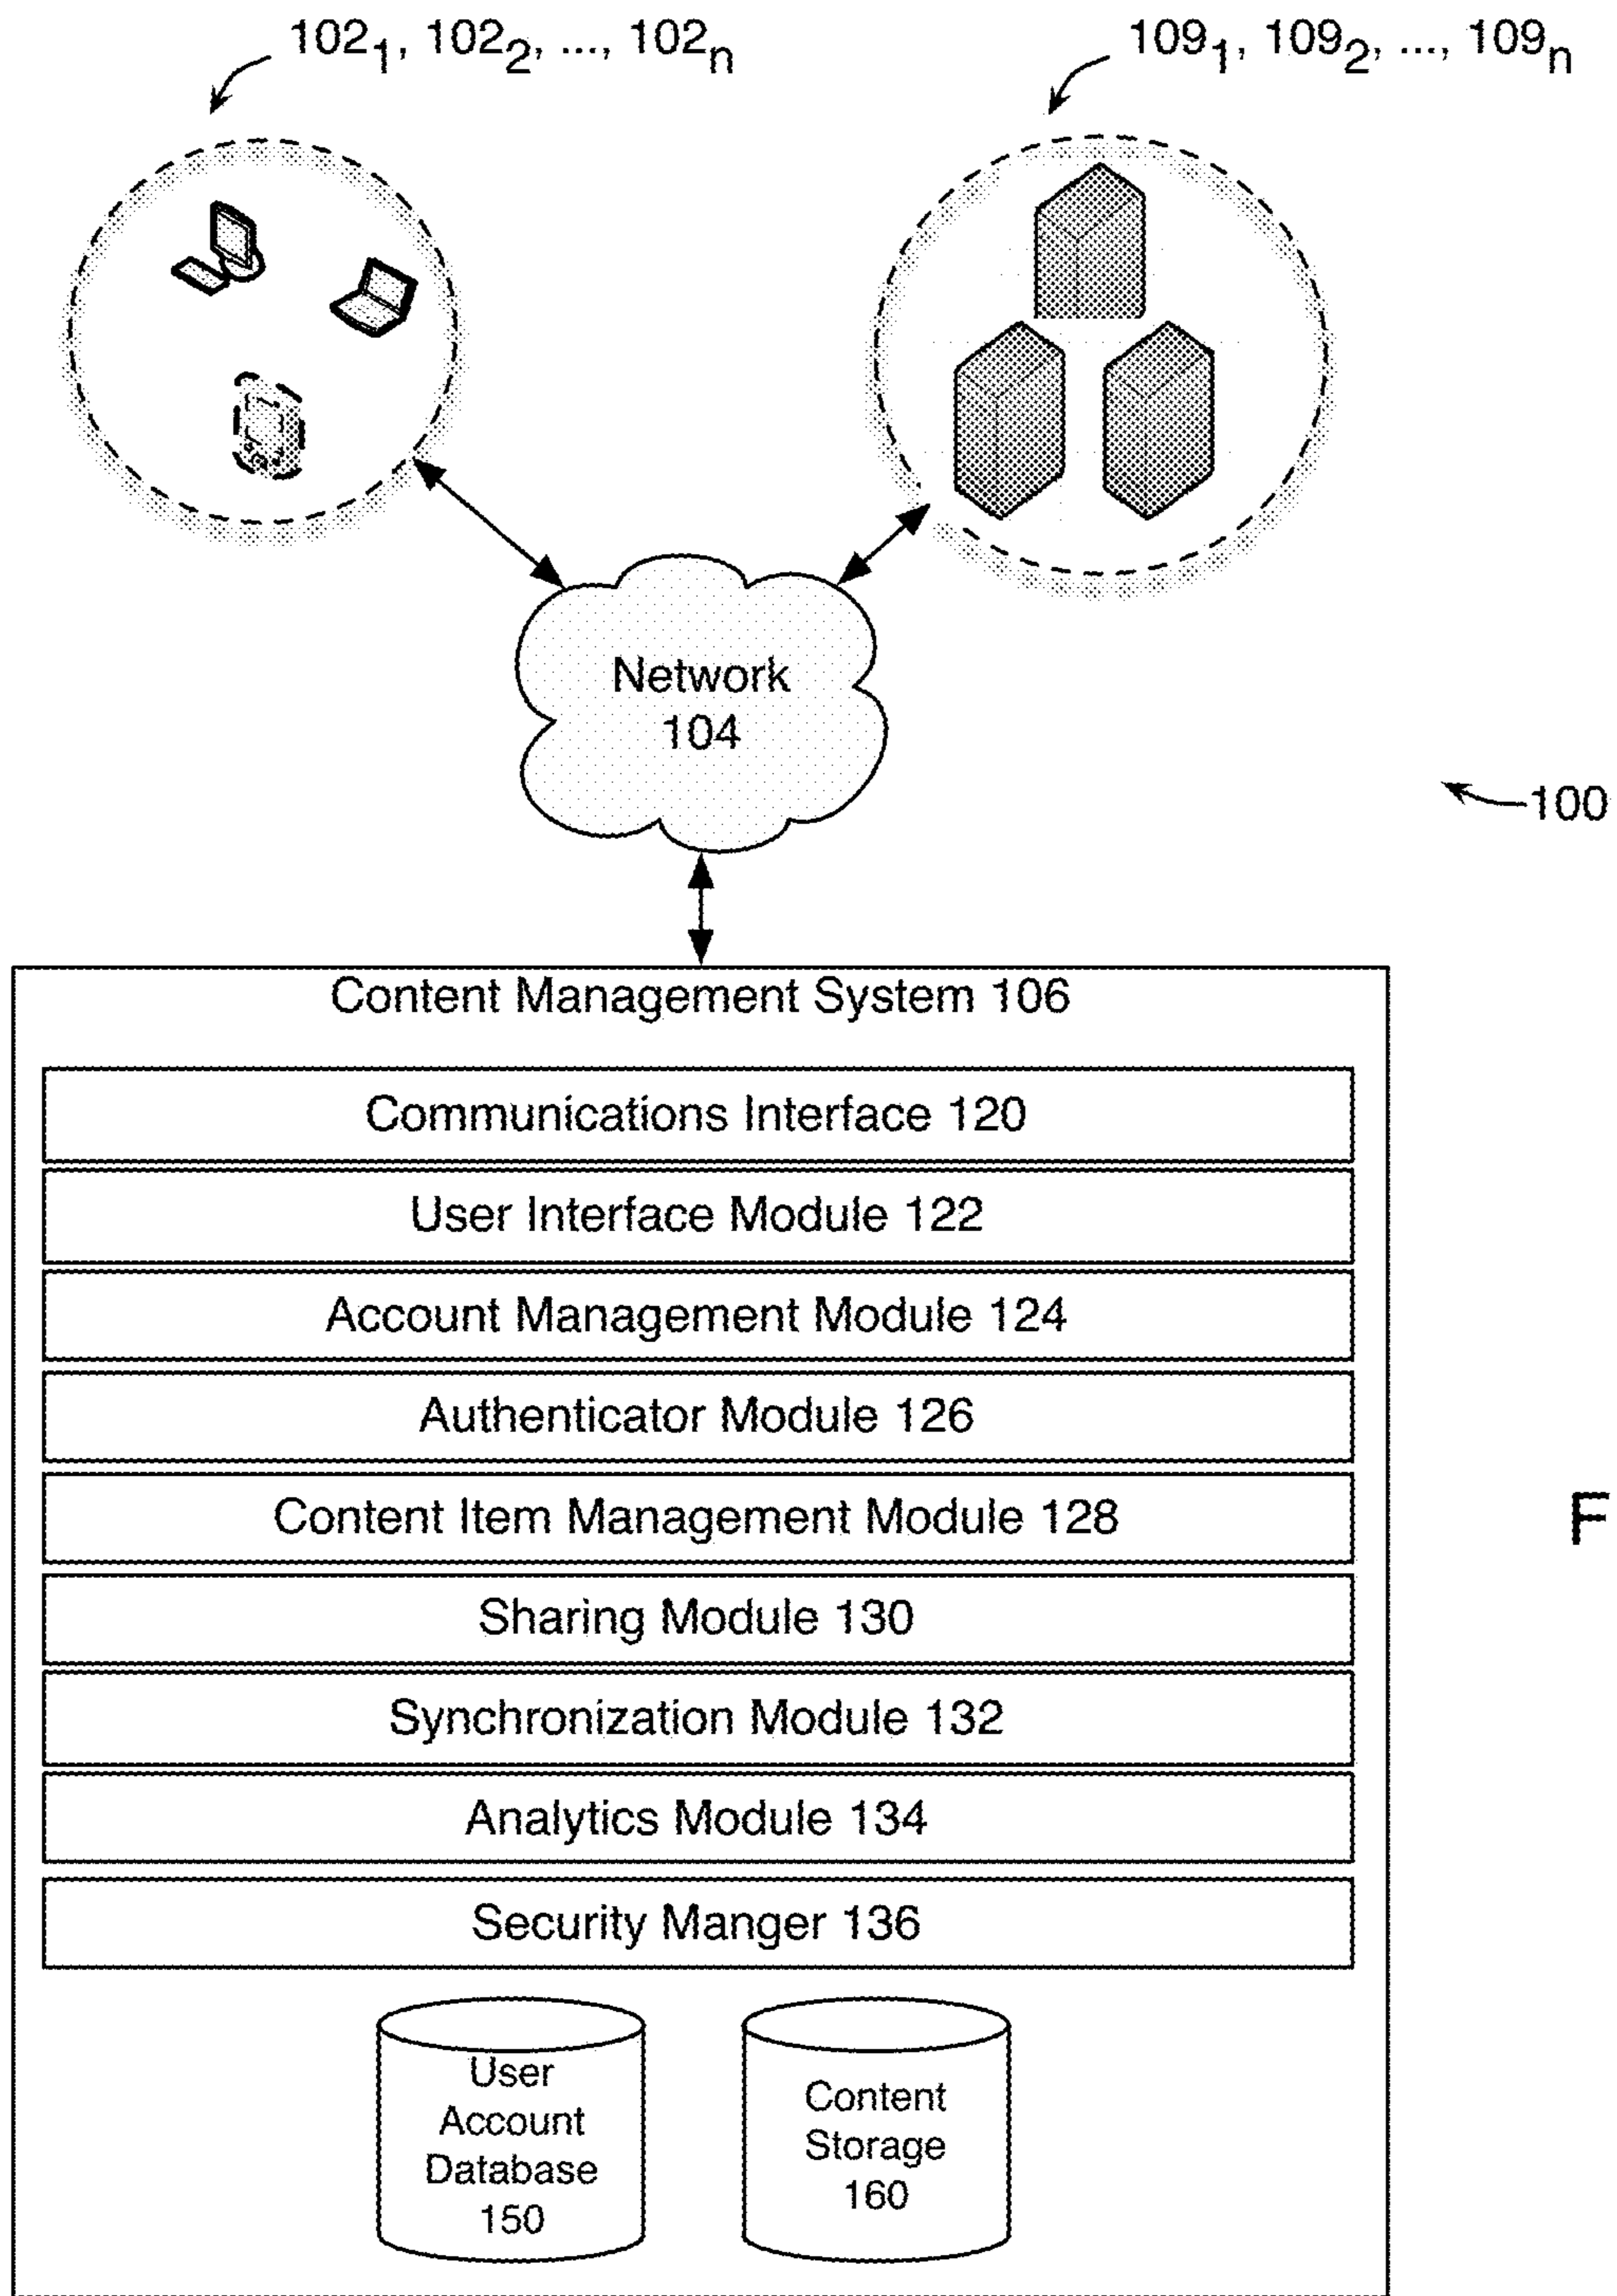 102₁, 102₂, ..., 102ₙ
109₁, 109₂, ..., 109ₙ
Network
104
100
Content Management System 106
Communications Interface 120
User Interface Module 122
Account Management Module 124
Authenticator Module 126
Content Item Management Module 128
F
Sharing Module 130
Synchronization Module 132
Analytics Module 134
Security Manger 136
User
Account
Database
150
Content
Storage
160